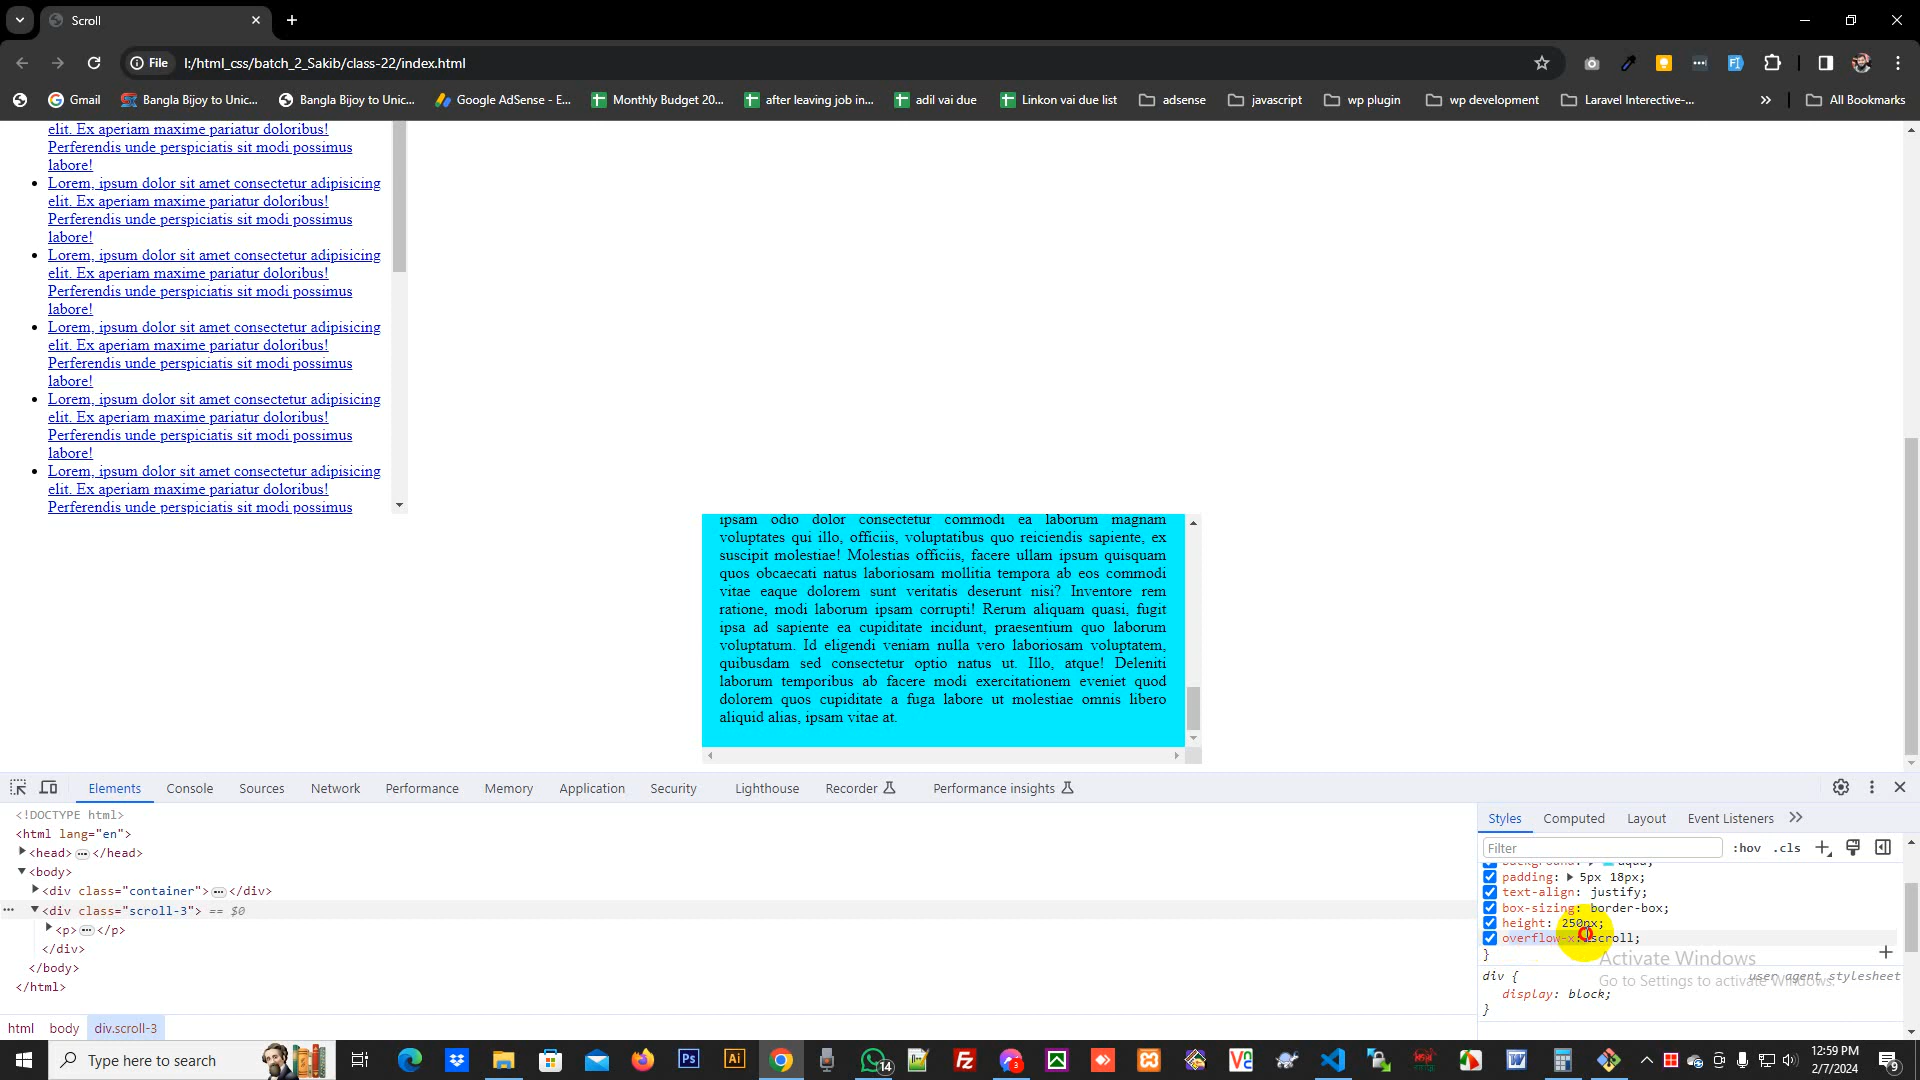 Scroll
File
I:/html_css/batch_2_Sakib/class-22/index.html
Gmail
Bangla Bijoy to Unic...
Bangla Bijoy to Unic...
Google AdSense - E...
Monthly Budget 20...
after leaving job in...
adil vai due
Linkon vai due list
adsense
javascript
wp plugin
wp development
Laravel Interective-...
All Bookmarks
elit. Ex aperiam maxime pariatur doloribus!
Perferendis unde perspiciatis sit modi possimus
labore!
Lorem, ipsum dolor sit amet consectetur adipisicing
elit. Ex aperiam maxime pariatur doloribus!
Perferendis unde perspiciatis sit modi possimus
labore!
Lorem, ipsum dolor sit amet consectetur adipisicing
elit. Ex aperiam maxime pariatur doloribus!
Perferendis unde perspiciatis sit modi possimus
labore!
Lorem, ipsum dolor sit amet consectetur adipisicing
elit. Ex aperiam maxime pariatur doloribus!
Perferendis unde perspiciatis sit modi possimus
labore!
Lorem, ipsum dolor sit amet consectetur adipisicing
elit. Ex aperiam maxime pariatur doloribus!
Perferendis unde perspiciatis sit modi possimus
labore!
Lorem, ipsum dolor sit amet consectetur adipisicing
elit. Ex aperiam maxime pariatur doloribus!
Perferendis unde perspiciatis sit modi possimus
ipsam odio dolor consectetur commodi ea laborum magnam
voluptates qui illo, officiis, voluptatibus quo reiciendis sapiente, ex
suscipit molestiae! Molestias officiis, facere ullam ipsum quisquam
quos obcaecati natus laboriosam mollitia tempora ab eos commodi
vitae eaque dolorem sunt veritatis deserunt nisi? Inventore rem
ratione, modi laborum ipsam corrupti! Rerum aliquam quasi, fugit
ipsa ad sapiente ea cupiditate incidunt, praesentium quo laborum
voluptatum. Id eligendi veniam nulla vero laboriosam voluptatem,
quibusdam sed consectetur optio natus ut. Illo, atque! Deleniti
laborum temporibus ab facere modi exercitationem eveniet quod
dolorem quos cupiditate a fuga labore ut molestiae omnis libero
aliquid alias, ipsam vitae at.
Elements
Console
Sources
Network
Performance
Memory
Application
Security
Lighthouse
Recorder
Performance insights
<!DOCTYPE html>
<html lang="en">
<head> ⋯ </head>
<body>
<div class="container"> ⋯ </div>
<div class="scroll-3"> == $0
<p> ⋯ </p>
</div>
</body>
</html>
html body div.scroll-3
Styles Computed Layout Event Listeners
Filter :hov .cls
background: aqua;
padding: 5px 18px;
text-align: justify;
box-sizing: border-box;
height: 250px;
overflow-x: scroll;
}
Activate Windows
Go to Settings to activate Windows.
div { user agent stylesheet
display: block;
}
Type here to search
14
3
12:59 PM
2/7/2024
9